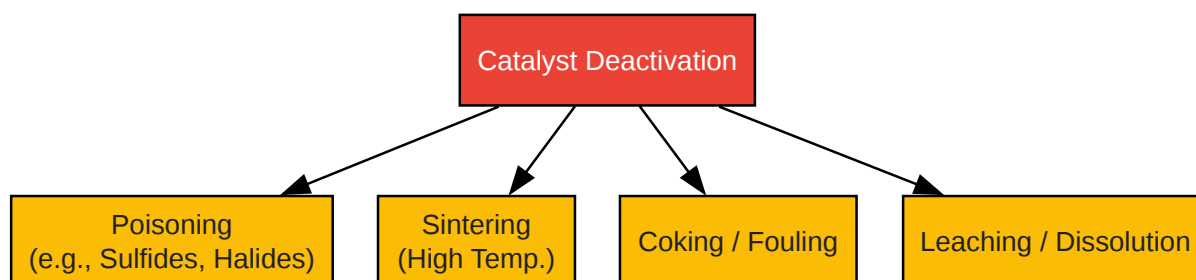 Catalyst Deactivation
Poisoning
(e.g., Sulfides, Halides)
Sintering
(High Temp.)
Coking / Fouling
Leaching / Dissolution